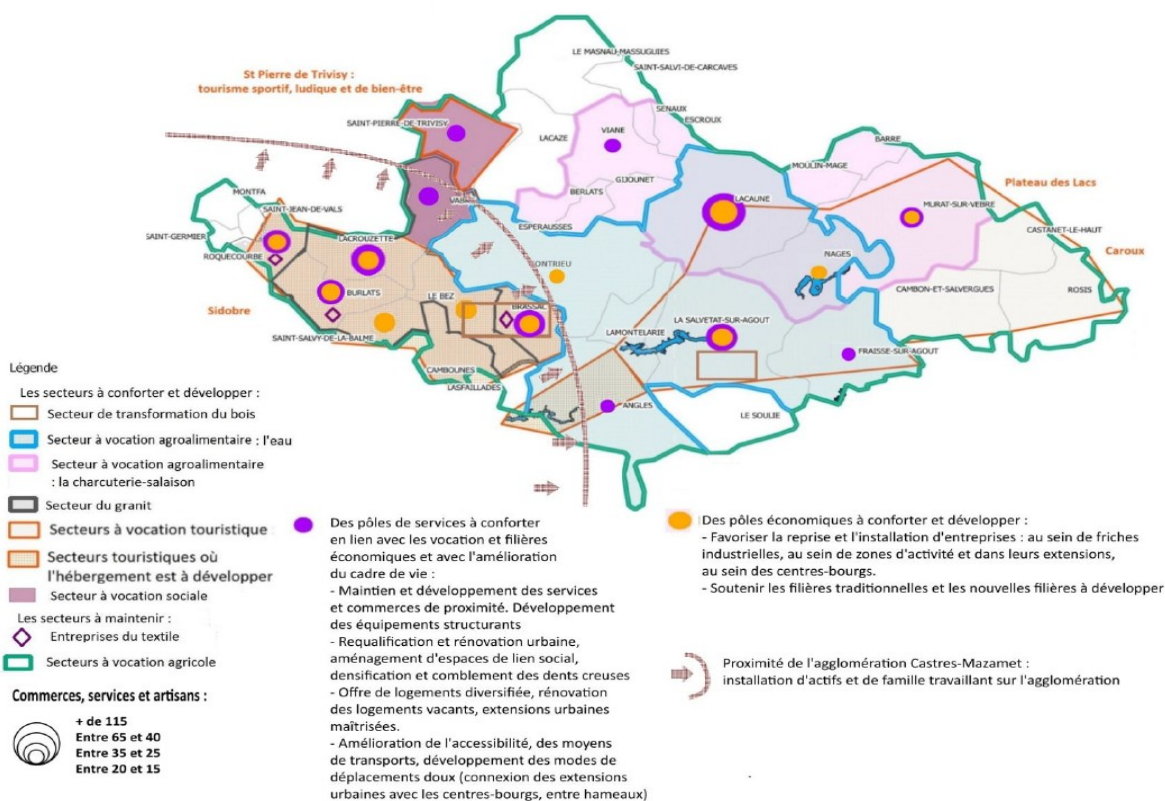 LE MASNAU-MASSUGUIES
SAINT-SALVI-DE-CARCAVES
St Pierre de Trivisy :
tourisme sportif, ludique et de bien-être
SENAUX
ESCROUX
SAINT-PIERRE-DE-TRIVISY
LACAZE
VIANE
BARRE
MOULIN-MAGE
BERLATS
GIJOUNET
Plateau des Lacs
MONTFA
VABR
LACAUNE
MURAT-SUR-VEBRE
SAINT-JEAN-DE-VALS
ESPERAUSSES
CASTANET-LE-HAUT
SAINT-GERMIER
LACROUZETTE
NAGES
Caroux
ROQUECOURBE
ONTRIEU
CAMBON-ET-SALVERGUES
ROSIS
BURLATS
LE BEZ
BRASSAC
Sidobre
LA SALVETAT-SUR-AGOUT
SAINT-SALVY-DE-LA-BALME
LAMONTELARIE
FRAISSE-SUR-AGOUT
CAMBOUNES
LASFAILLADES
ANGLES
LE SOULIE
Légende
Les secteurs à conforter et développer :
Secteur de transformation du bois
Secteur à vocation agroalimentaire : l'eau
Secteur à vocation agroalimentaire
: la charcuterie-salaison
Secteur du granit
Secteurs à vocation touristique
Secteurs touristiques où
l'hébergement est à développer
Secteur à vocation sociale
Les secteurs à maintenir :
Entreprises du textile
Secteurs à vocation agricole
Commerces, services et artisans :
+ de 115
Entre 65 et 40
Entre 35 et 25
Entre 20 et 15
Des pôles de services à conforter
en lien avec les vocation et filières
économiques et avec l'amélioration
du cadre de vie :
- Maintien et développement des services
et commerces de proximité. Développement
des équipements structurants
- Requalification et rénovation urbaine,
aménagement d'espaces de lien social,
densification et comblement des dents creuses
- Offre de logements diversifiée, rénovation
des logements vacants, extensions urbaines
maîtrisées.
- Amélioration de l'accessibilité, des moyens
de transports, développement des modes de
déplacements doux (connexion des extensions
urbaines avec les centres-bourgs, entre hameaux)
Des pôles économiques à conforter et développer :
- Favoriser la reprise et l'installation d'entreprises : au sein de friches
industrielles, au sein de zones d'activité et dans leurs extensions,
au sein des centres-bourgs.
- Soutenir les filières traditionnelles et les nouvelles filières à développer
Proximité de l'agglomération Castres-Mazamet :
installation d'actifs et de famille travaillant sur l'agglomération